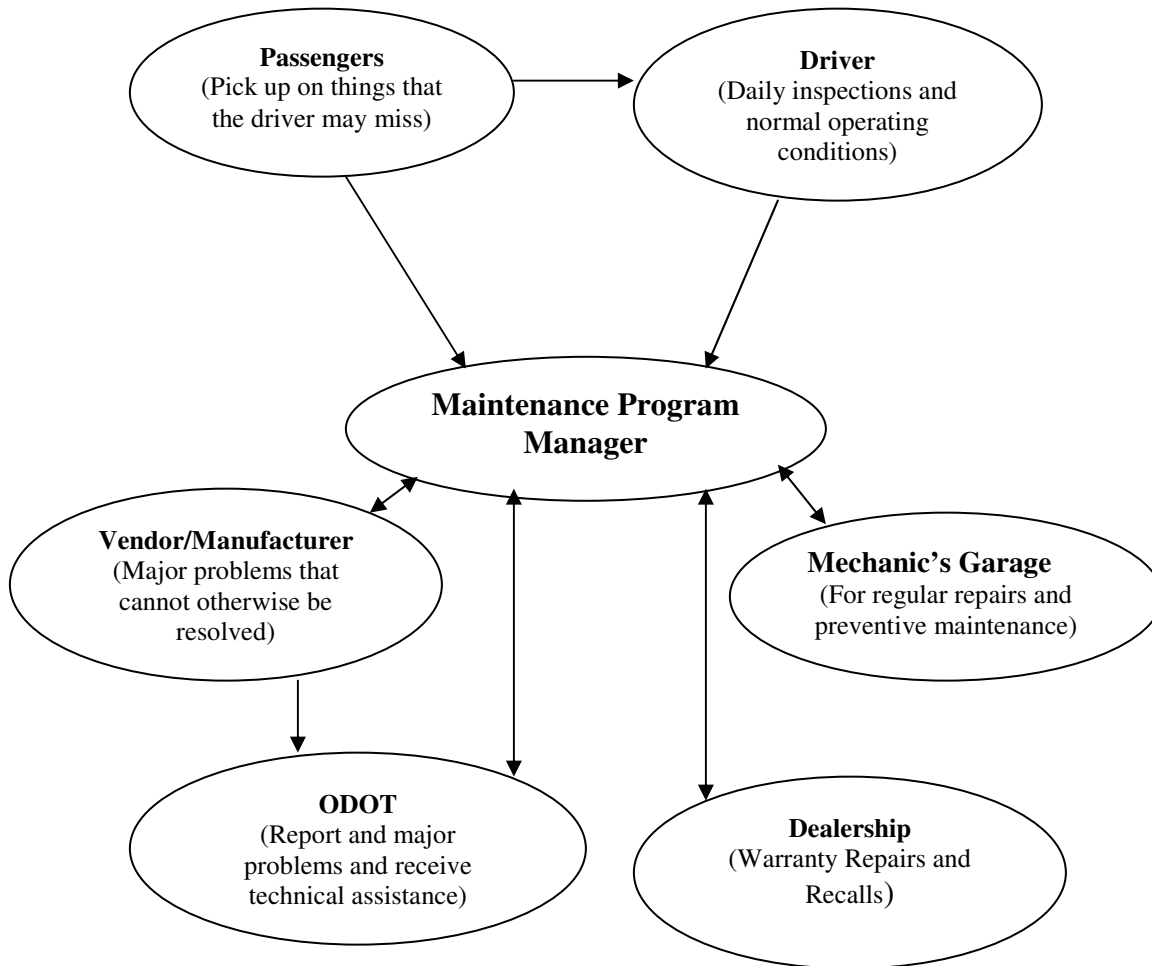 Passengers
(Pick up on things that
the driver may miss)
Driver
(Daily inspections and
normal operating
conditions)
Maintenance Program
Manager
Vendor/Manufacturer
(Major problems that
cannot otherwise be
resolved)
Mechanic’s Garage
(For regular repairs and
preventive maintenance)
ODOT
(Report and major
problems and receive
technical assistance)
Dealership
(Warranty Repairs and
Recalls)